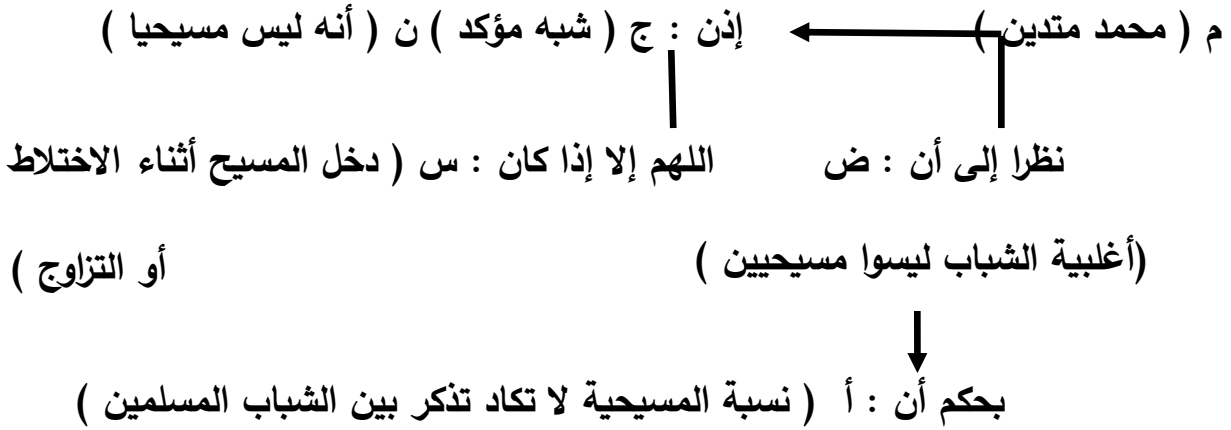 م ( محمد متدين ) إذن : ج ( شبه مؤكد ) ن ( أنه ليس مسيحيا )
نظرا إلى أن : ض اللهم إلا إذا كان : س ( دخل المسيح أثناء الاختلاط
(أغلبية الشباب ليسوا مسيحيين ) أو التزاوج )
بحكم أن : أ ( نسبة المسيحية لا تكاد تذكر بين الشباب المسلمين )